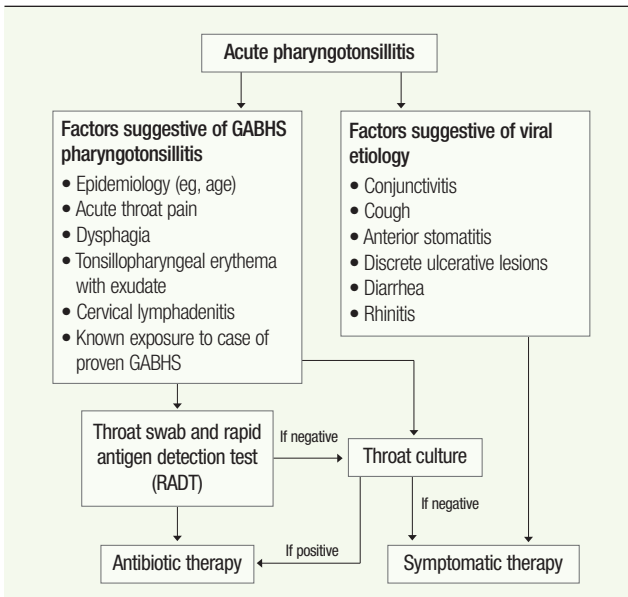 Acute pharyngotonsillitis
Factors suggestive of GABHS
pharyngotonsillitis
• Epidemiology (eg, age)
• Acute throat pain
• Dysphagia
• Tonsillopharyngeal erythema
with exudate
• Cervical lymphadenitis
• Known exposure to case of
proven GABHS
Factors suggestive of viral
etiology
• Conjunctivitis
• Cough
• Anterior stomatitis
• Discrete ulcerative lesions
• Diarrhea
• Rhinitis
Throat swab and rapid
antigen detection test
(RADT)
If negative
Throat culture
If negative
If positive
Antibiotic therapy
Symptomatic therapy